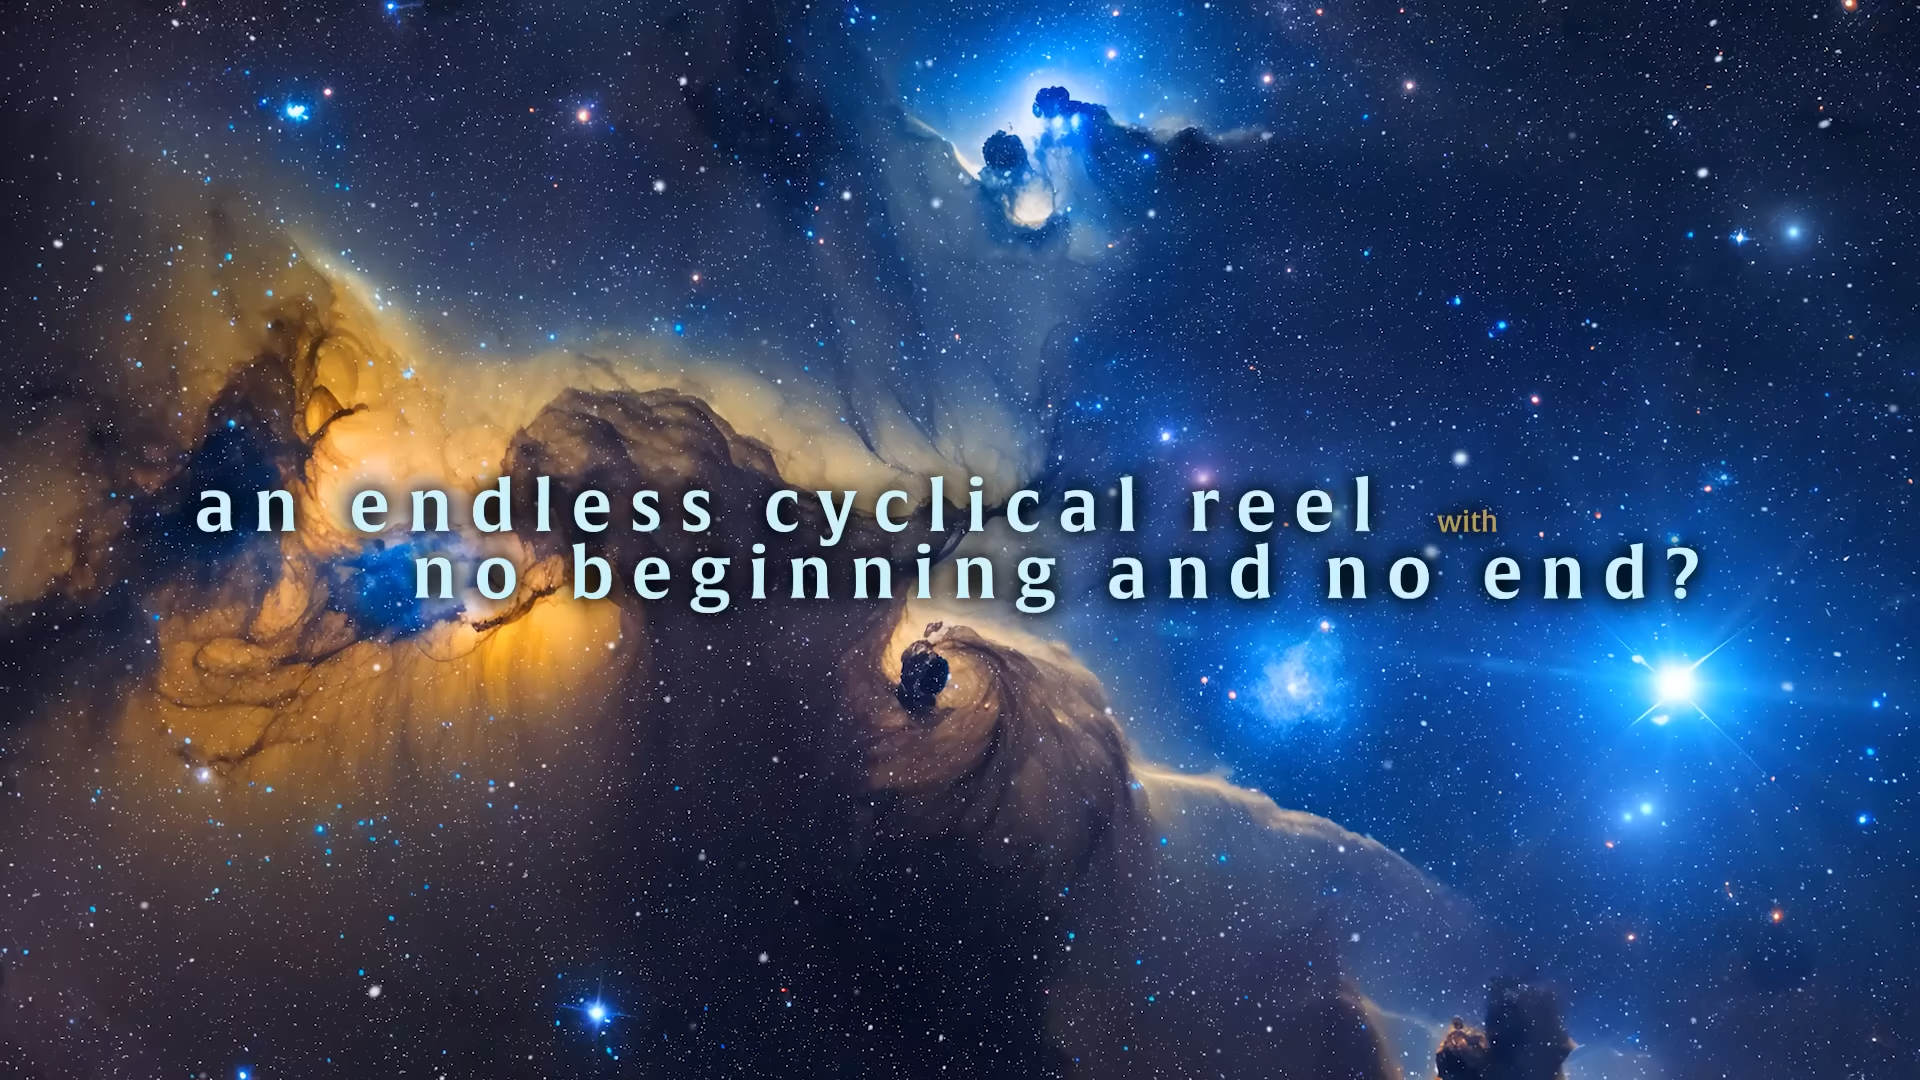 an endless cyclical reel with
no beginning and no end?